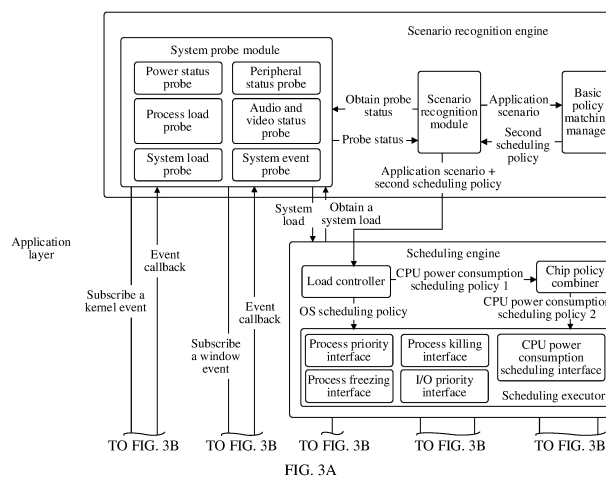 Scenario recognition engine
System probe module
Power status
probe
Peripheral
status probe
Process load
probe
Audio and
video status
probe
System load
probe
System event
probe
Obtain probe
status
Probe status
Scenario
recognition
module
Application
scenario
Second
scheduling
policy
Basic
policy
matching
manage
Application scenario +
second scheduling policy
System
load
Obtain a
system load
Application
layer
Event
callback
Subscribe a
kernel event
Event
callback
Subscribe
a window
event
Scheduling engine
Load controller
CPU power consumption
scheduling policy 1
Chip policy
combiner
OS scheduling policy
CPU power consumption
scheduling policy 2
Process priority
interface
Process killing
interface
CPU power
consumption
scheduling interface
Process freezing
interface
I/O priority
interface
Scheduling executor
TO FIG. 3B
TO FIG. 3B
TO FIG. 3B
TO FIG. 3B
TO FIG. 3B
FIG. 3A